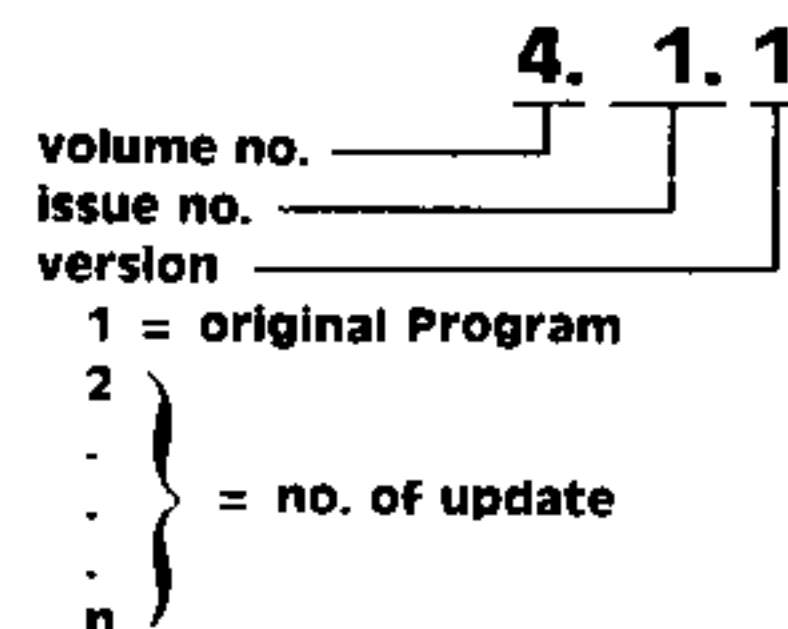 4. 1. 1
volume no.
issue no.
version
1 = original Program
2
.
.
.
n
= no. of update